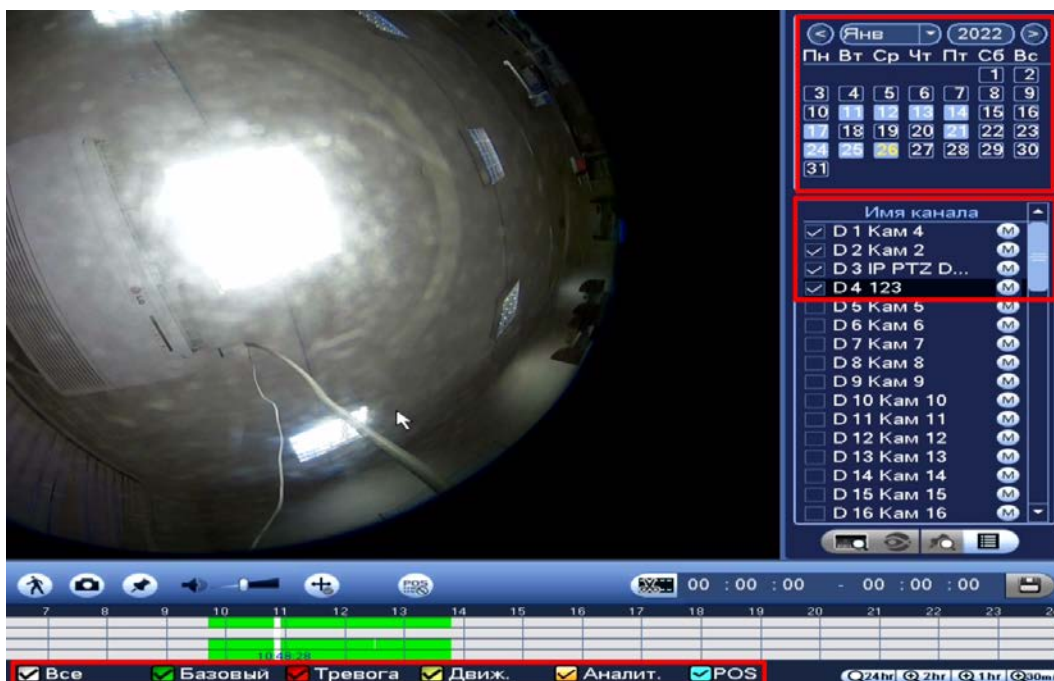 Янв 2022
Пн Вт Ср Чт Пт Сб Вс
1 2
3 4 5 6 7 8 9
10 11 12 13 14 15 16
17 18 19 20 21 22 23
24 25 26 27 28 29 30
31
Имя канала
D 1 Кам 4 M
D 2 Кам 2 M
D 3 IP PTZ D... M
D 4 123 M
D 5 Кам 5 M
D 6 Кам 6 M
D 7 Кам 7 M
D 8 Кам 8 M
D 9 Кам 9 M
D 10 Кам 10 M
D 11 Кам 11 M
D 12 Кам 12 M
D 13 Кам 13 M
D 14 Кам 14 M
D 15 Кам 15 M
D 16 Кам 16 M
LG
POS 00 :00 :00 - 00 :00 :00
7 8 9 10 11 12 13 14 15 16 17 18 19 20 21 22 23
10:48:28
Все Базовый Тревога Движ. Аналит. POS 24hr 2hr 1hr 30m